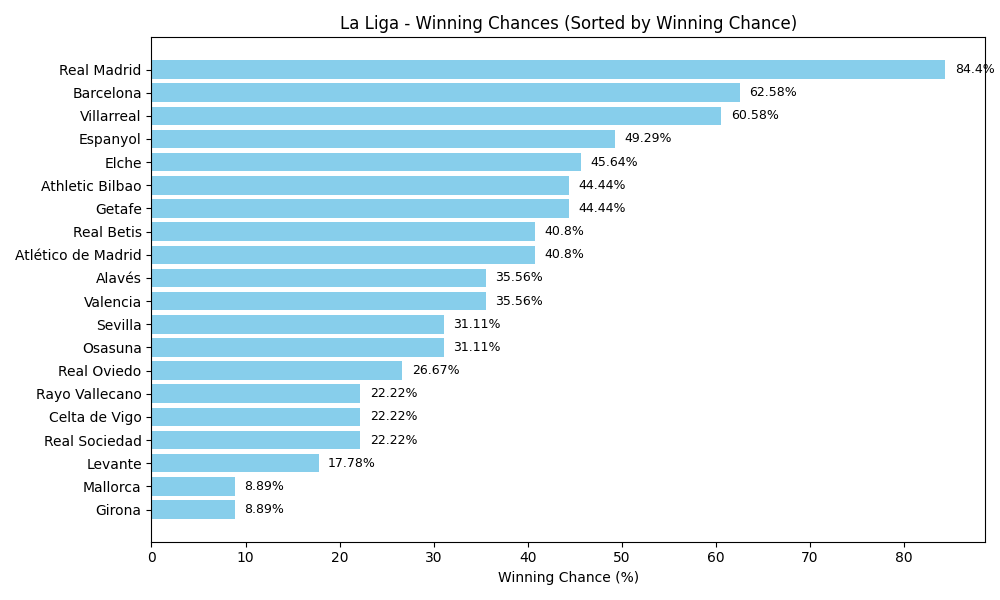 La Liga - Winning Chances (Sorted by Winning Chance)
Real Madrid 84.4%
Barcelona 62.58%
Villarreal 60.58%
Espanyol 49.29%
Elche 45.64%
Athletic Bilbao 44.44%
Getafe 44.44%
Real Betis 40.8%
Atlético de Madrid 40.8%
Alavés 35.56%
Valencia 35.56%
Sevilla 31.11%
Osasuna 31.11%
Real Oviedo 26.67%
Rayo Vallecano 22.22%
Celta de Vigo 22.22%
Real Sociedad 22.22%
Levante 17.78%
Mallorca 8.89%
Girona 8.89%
0 10 20 30 40 50 60 70 80
Winning Chance (%)